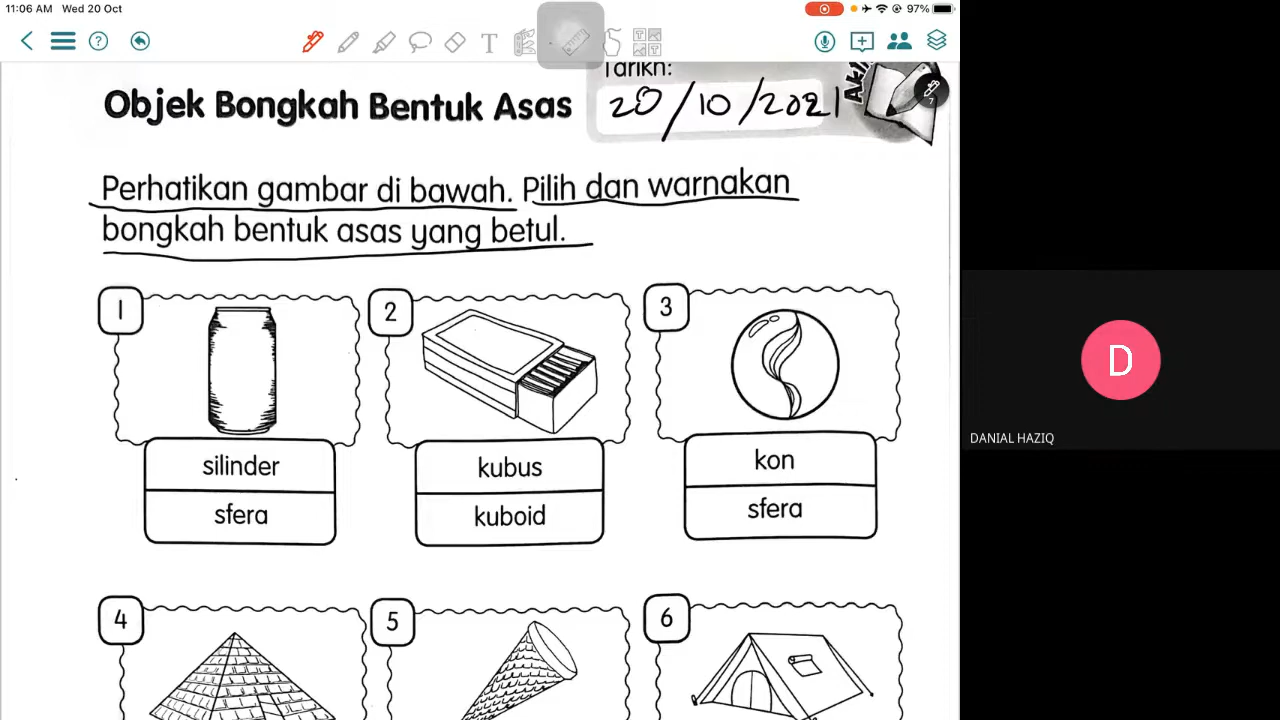 11:06 AM Wed 20 Oct
97%
?
T
Tarikh:
Objek Bongkah Bentuk Asas
20/10/2021
7
Perhatikan gambar di bawah. Pilih dan warnakan
bongkah bentuk asas yang betul.
1
2
3
silinder
kubus
kon
sfera
kuboid
sfera
D
DANIAL HAZIQ
4
5
6